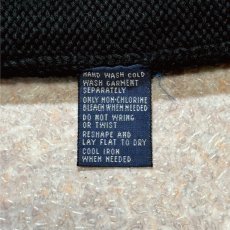 HAND WASH COLD
WASH GARMENT
SEPARATELY
ONLY NON-CHLORINE
BLEACH WHEN NEEDED
DO NOT WRING
OR TWIST
RESHAPE AND
LAY FLAT TO DRY
COOL IRON
WHEN NEEDED